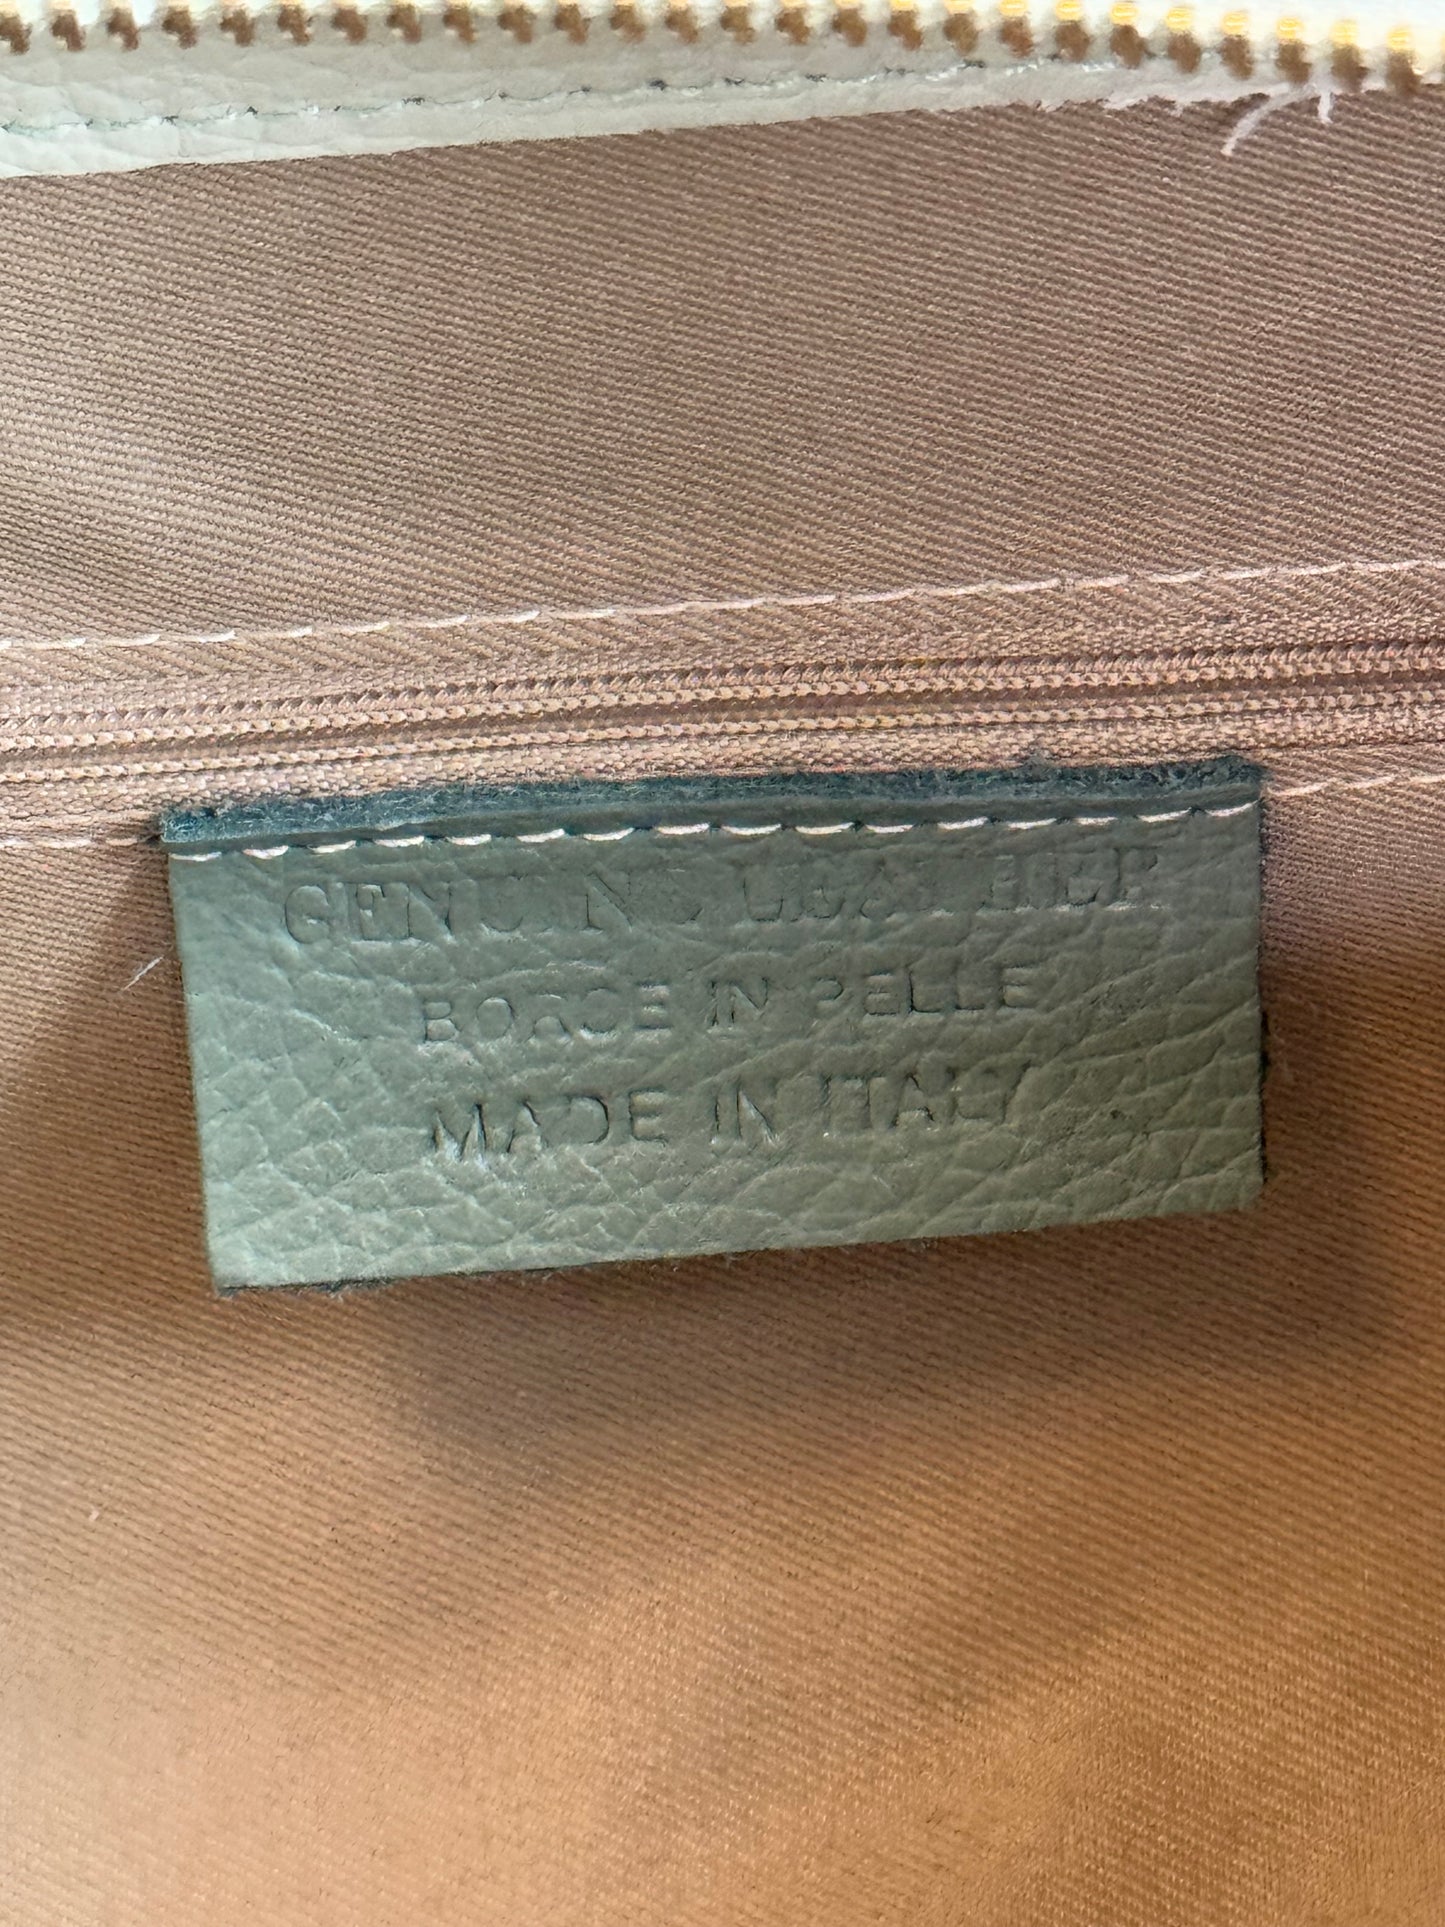 GENUINE LEATHER
BORSE IN PELLE
MADE IN ITALY